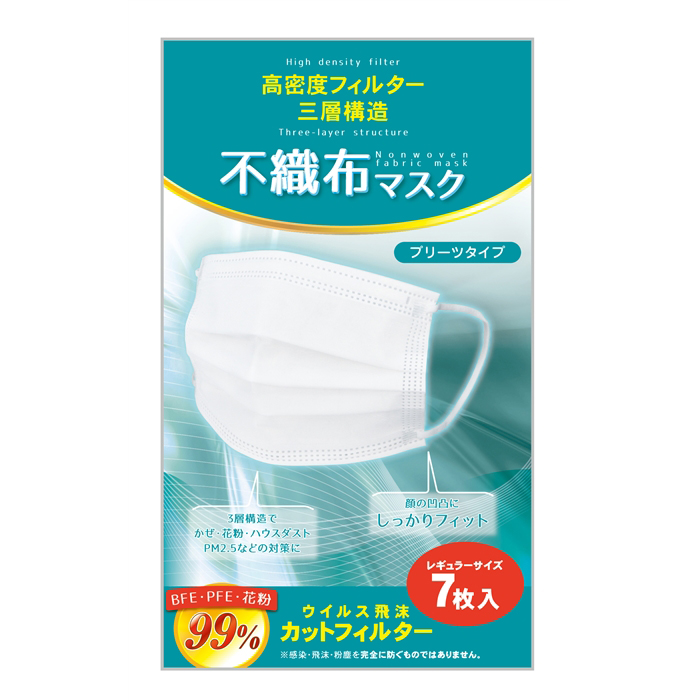 High density filter
高密度フィルター
三層構造
Three-layer structure
不織布マスク
Nonwoven
fabric mask
プリーツタイプ
3層構造で
かぜ・花粉・ハウスダスト
PM2.5などの対策に
顔の凹凸に
しっかりフィット
レギュラーサイズ
7枚入
BFE・PFE・花粉
99%
ウイルス飛沫
カットフィルター
※感染・飛沫・粉塵を完全に防ぐものではありません。